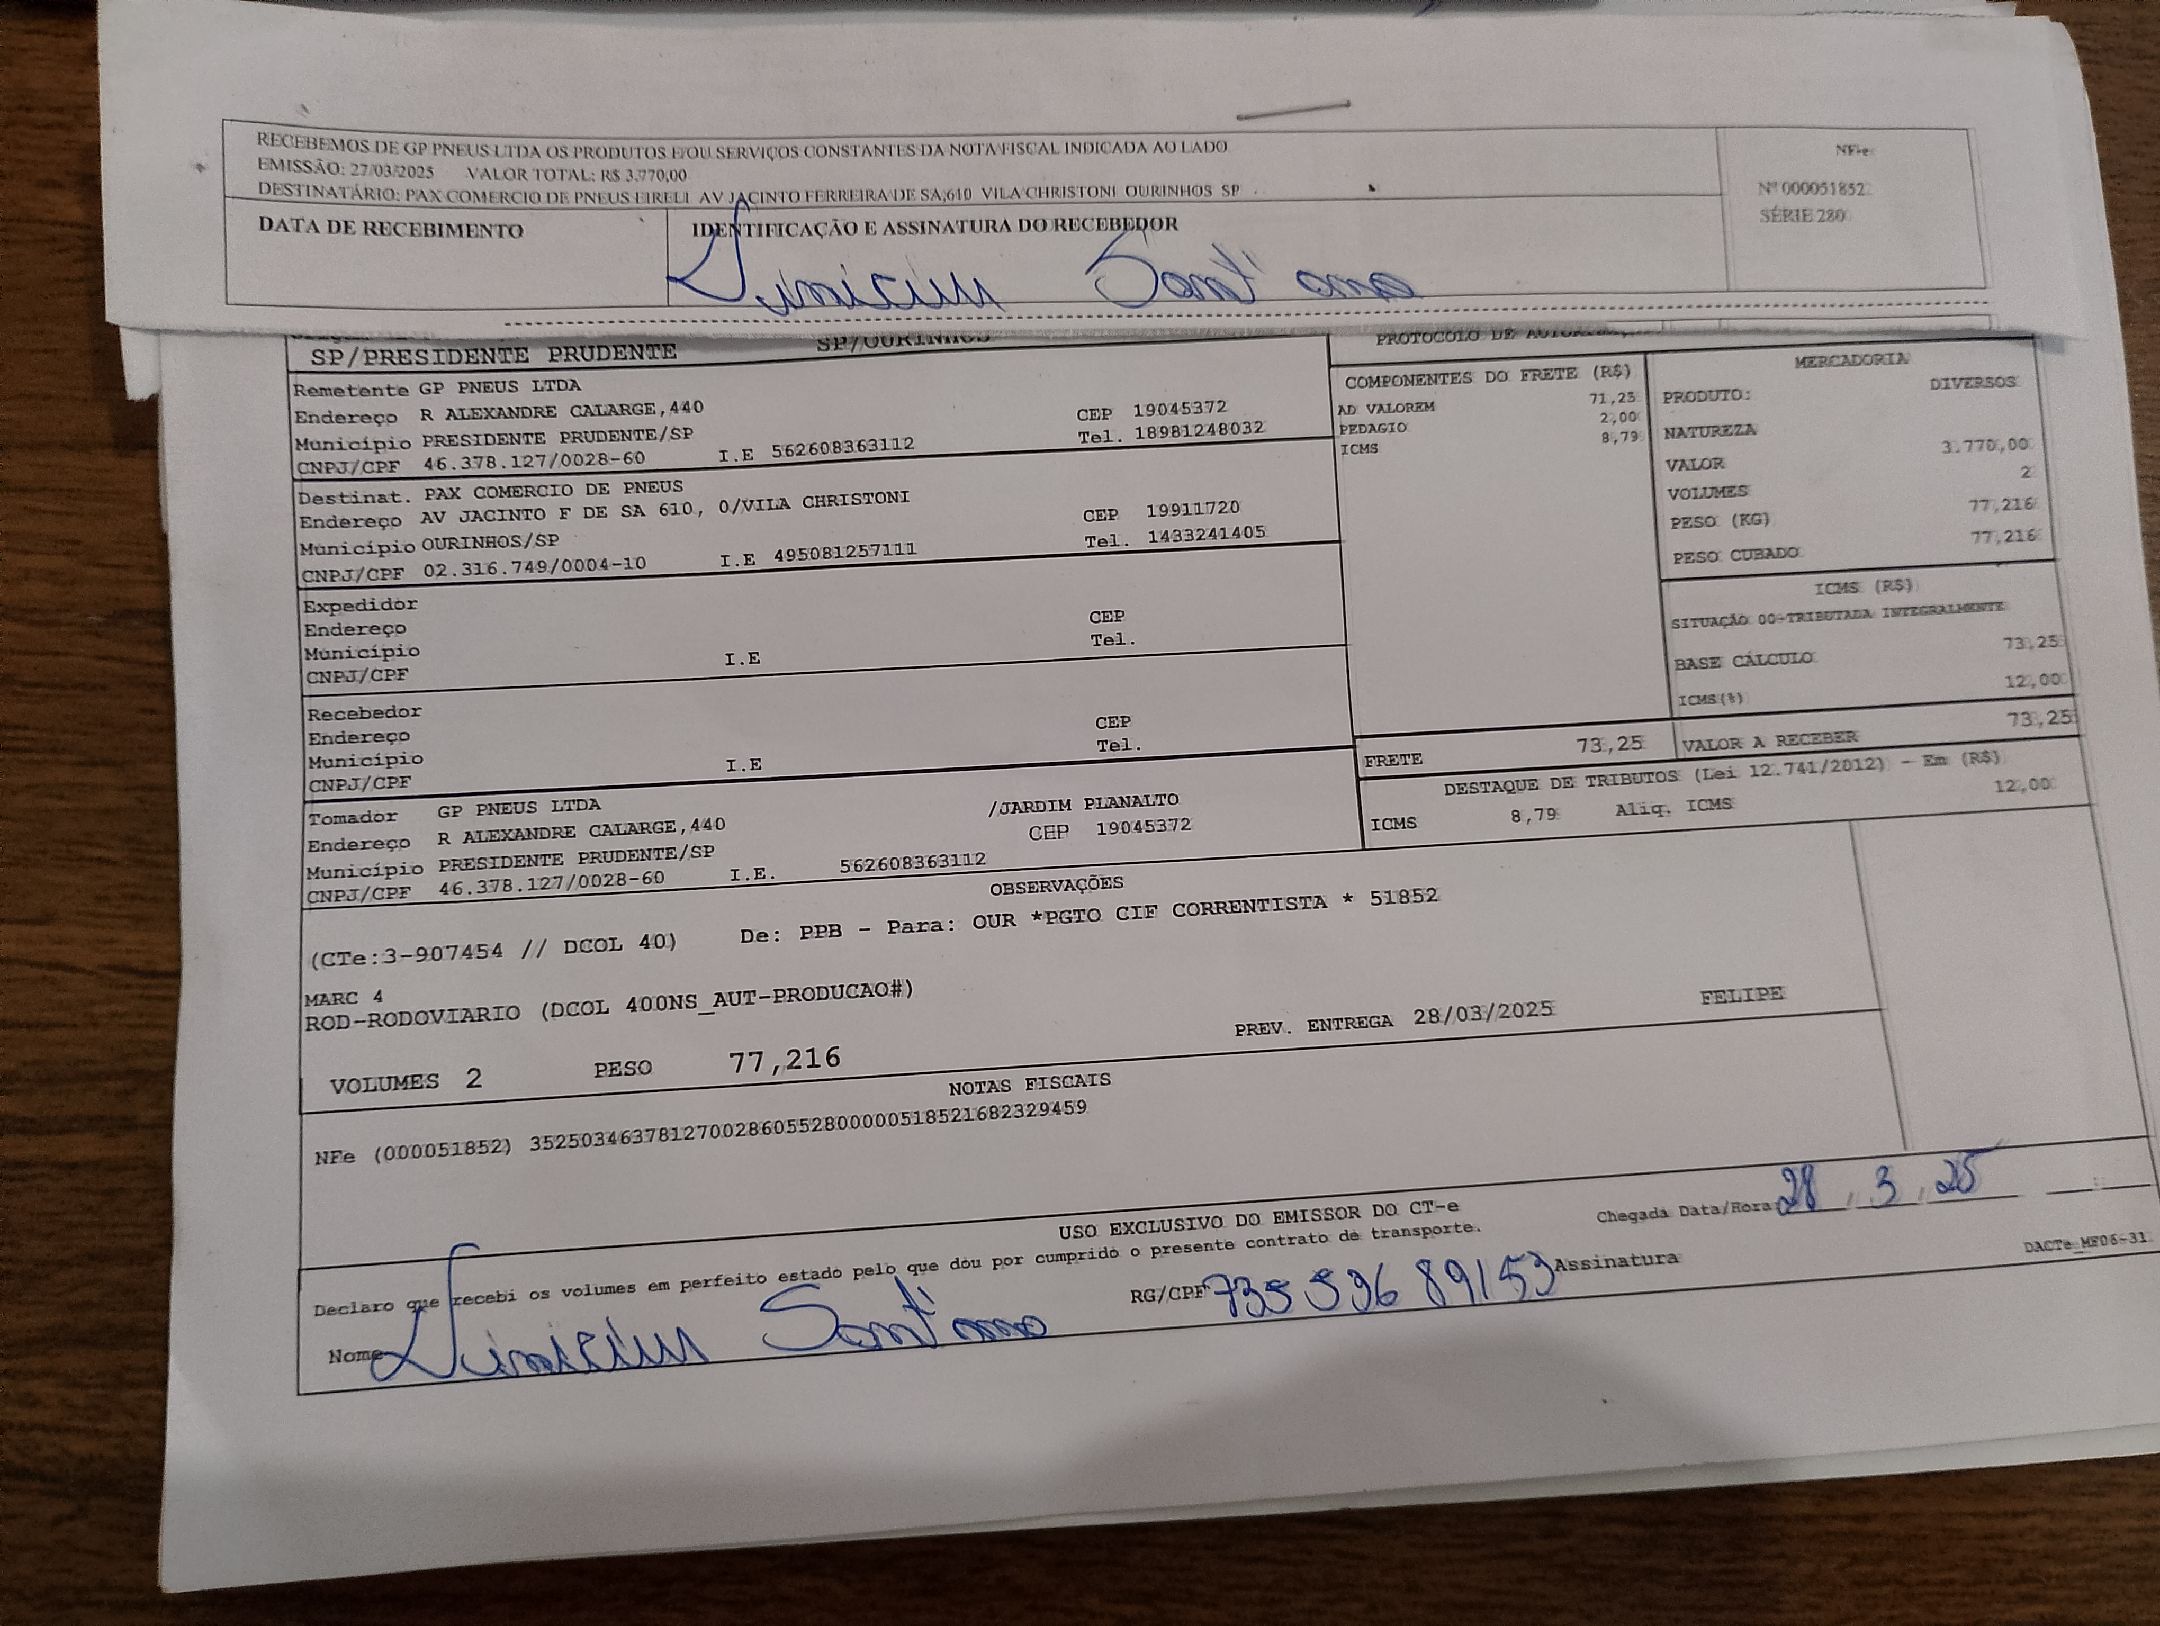 RECEBEMOS DE GP PNEUS LTDA OS PRODUTOS E/OU SERVIÇOS CONSTANTES DA NOTA FISCAL INDICADA AO LADO
EMISSÃO: 27/03/2025 VALOR TOTAL: R$ 3.770,00
DESTINATÁRIO: PAX COMERCIO DE PNEUS EIRELI AV JACINTO FERREIRA DE SA,610 VILA CHRISTONI OURINHOS SP
NF-e
Nº 000051852
SÉRIE 280
DATA DE RECEBIMENTO
IDENTIFICAÇÃO E ASSINATURA DO RECEBEDOR
Vinicius Sant'ana
SP/PRESIDENTE PRUDENTE SP/OURINHOS
Remetente GP PNEUS LTDA
Endereço R ALEXANDRE CALARGE,440 CEP 19045372
Município PRESIDENTE PRUDENTE/SP Tel. 18981248032
CNPJ/CPF 46.378.127/0028-60 I.E 562608363112
Destinat. PAX COMERCIO DE PNEUS
Endereço AV JACINTO F DE SA 610, 0/VILA CHRISTONI CEP 19911720
Município OURINHOS/SP Tel. 1433241405
CNPJ/CPF 02.316.749/0004-10 I.E 495081257111
Expedidor
Endereço CEP
Município Tel.
CNPJ/CPF I.E
Recebedor
Endereço CEP
Município Tel.
CNPJ/CPF I.E
Tomador GP PNEUS LTDA /JARDIM PLANALTO
Endereço R ALEXANDRE CALARGE,440 CEP 19045372
Município PRESIDENTE PRUDENTE/SP
CNPJ/CPF 46.378.127/0028-60 I.E. 562608363112
PROTOCOLO DE
COMPONENTES DO FRETE (R$)
AD VALOREM 71,25
PEDAGIO 2,00
ICMS 8,79
MERCADORIA
PRODUTO: DIVERSOS
NATUREZA
VALOR 3.770,00
VOLUMES 2
PESO (KG) 77,216
PESO CUBADO 77,216
ICMS (R$)
SITUAÇÃO 00-TRIBUTADA INTEGRALMENTE
BASE CÁLCULO 73,25
ICMS(%) 12,00
FRETE 73,25 VALOR A RECEBER 73,25
DESTAQUE DE TRIBUTOS (Lei 12.741/2012) - Em (R$)
ICMS 8,79 Aliq. ICMS 12,00
OBSERVAÇÕES
(CTe:3-907454 // DCOL 40) De: PPB - Para: OUR *PGTO CIF CORRENTISTA * 51852
MARC 4
ROD-RODOVIARIO (DCOL 400NS_AUT-PRODUCAO#)
VOLUMES 2 PESO 77,216 PREV. ENTREGA 28/03/2025 FELIPE
NOTAS FISCAIS
NFe (000051852) 35250346378127002860552800000518521682329459
USO EXCLUSIVO DO EMISSOR DO CT-e
Declaro que recebi os volumes em perfeito estado pelo que dou por cumprido o presente contrato de transporte.
Chegada Data/Hora 28 3 25
Nome Vinicius Sant'ana RG/CPF 735 596 89153 Assinatura
DACTe_MF06-31